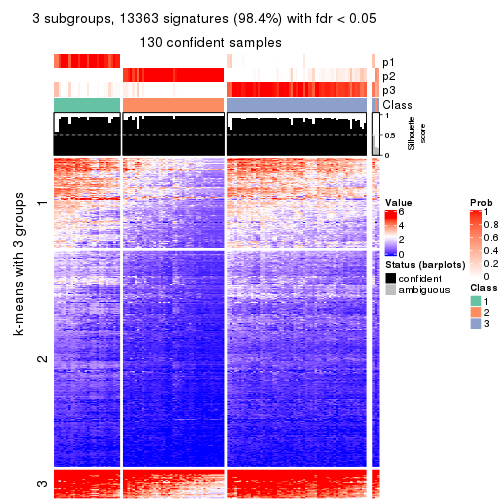 3 subgroups, 13363 signatures (98.4%) with fdr < 0.05
130 confident samples
p1
p2
p3
Class
1
0.5
0
Silhouette
score
k-means with 3 groups
1
2
3
Value
6
4
2
0
Status (barplots)
confident
ambiguous
Prob
1
0.8
0.6
0.4
0.2
0
Class
1
2
3